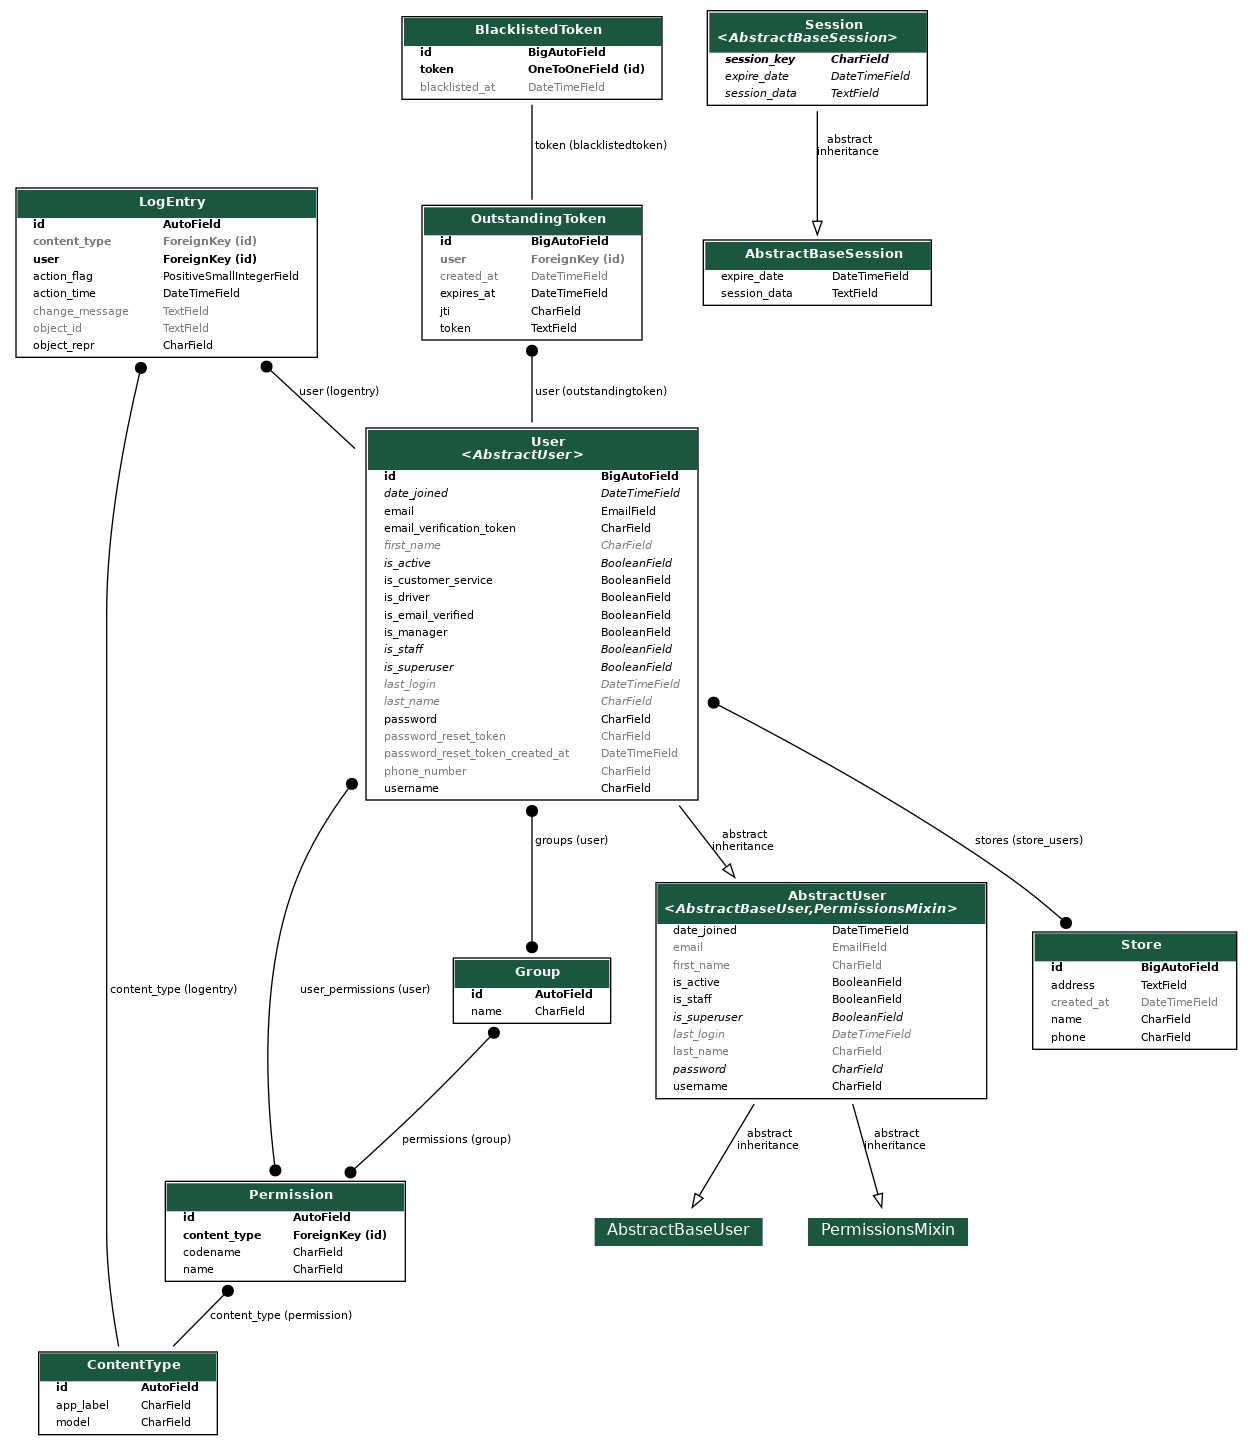 BlacklistedToken
id BigAutoField
token OneToOneField (id)
blacklisted_at DateTimeField
Session
<AbstractBaseSession>
session_key CharField
expire_date DateTimeField
session_data TextField
token (blacklistedtoken)
abstract
inheritance
LogEntry
id AutoField
content_type ForeignKey (id)
user ForeignKey (id)
action_flag PositiveSmallIntegerField
action_time DateTimeField
change_message TextField
object_id TextField
object_repr CharField
OutstandingToken
id BigAutoField
user ForeignKey (id)
created_at DateTimeField
expires_at DateTimeField
jti CharField
token TextField
AbstractBaseSession
expire_date DateTimeField
session_data TextField
user (logentry)
user (outstandingtoken)
User
<AbstractUser>
id BigAutoField
date_joined DateTimeField
email EmailField
email_verification_token CharField
first_name CharField
is_active BooleanField
is_customer_service BooleanField
is_driver BooleanField
is_email_verified BooleanField
is_manager BooleanField
is_staff BooleanField
is_superuser BooleanField
last_login DateTimeField
last_name CharField
password CharField
password_reset_token CharField
password_reset_token_created_at DateTimeField
phone_number CharField
username CharField
groups (user)
abstract
inheritance
stores (store_users)
AbstractUser
<AbstractBaseUser,PermissionsMixin>
date_joined DateTimeField
email EmailField
first_name CharField
is_active BooleanField
is_staff BooleanField
is_superuser BooleanField
last_login DateTimeField
last_name CharField
password CharField
username CharField
Store
id BigAutoField
address TextField
created_at DateTimeField
name CharField
phone CharField
content_type (logentry)
user_permissions (user)
Group
id AutoField
name CharField
permissions (group)
abstract
inheritance
abstract
inheritance
Permission
id AutoField
content_type ForeignKey (id)
codename CharField
name CharField
AbstractBaseUser
PermissionsMixin
content_type (permission)
ContentType
id AutoField
app_label CharField
model CharField